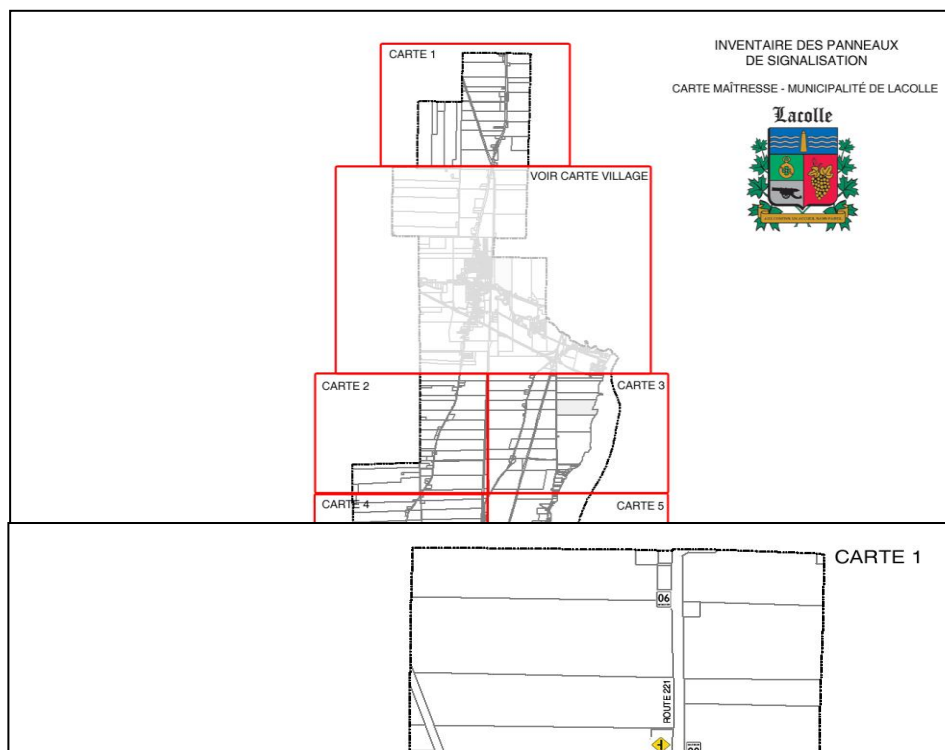 CARTE 1
INVENTAIRE DES PANNEAUX
DE SIGNALISATION
CARTE MAÎTRESSE - MUNICIPALITÉ DE LACOLLE
Lacolle
VOIR CARTE VILLAGE
CARTE 2
CARTE 3
CARTE 4
CARTE 5
CARTE 1
ROUTE 221